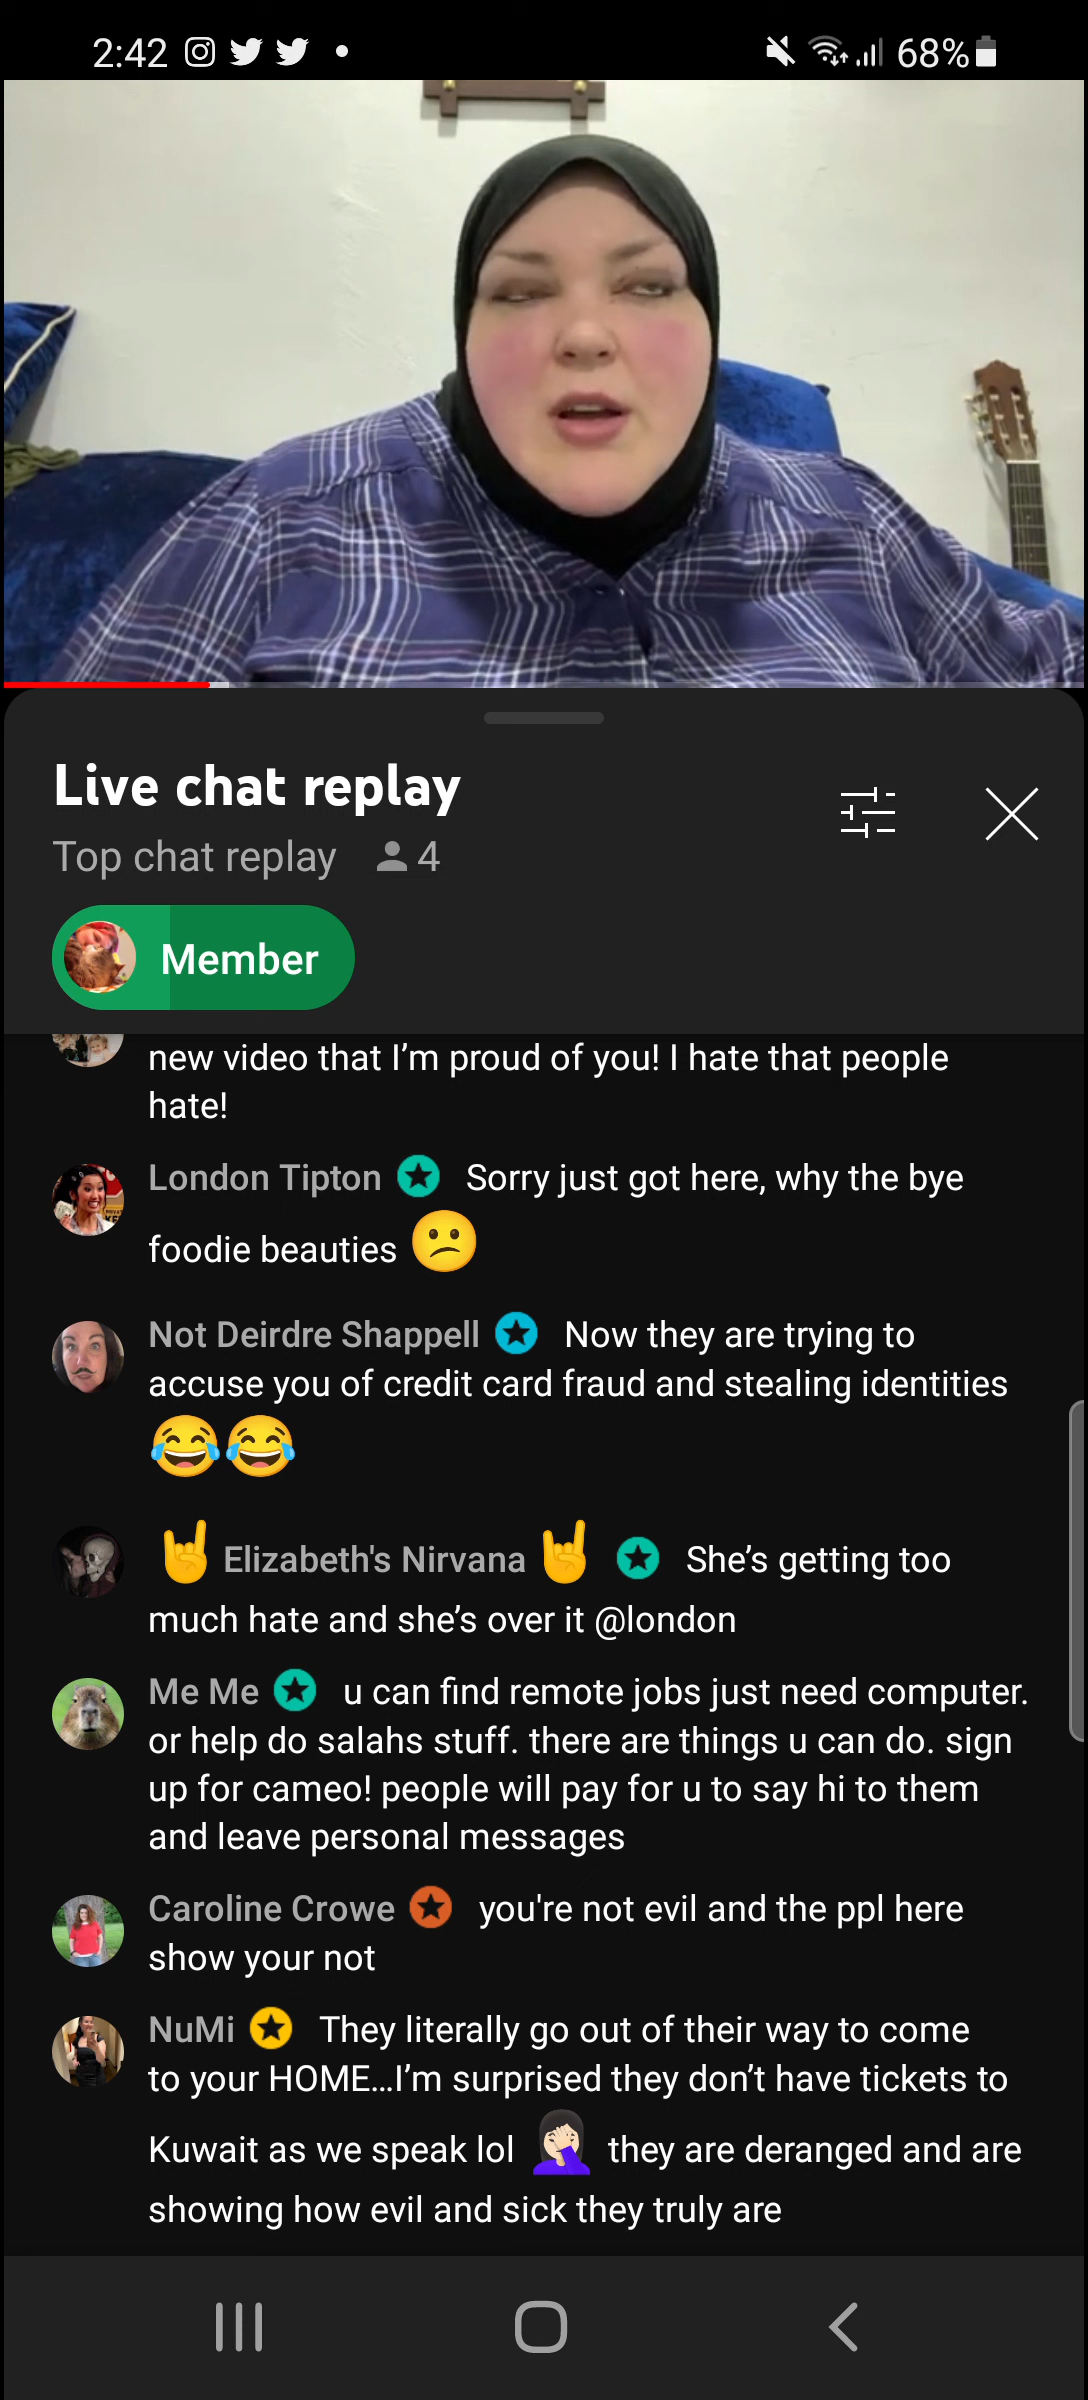 2:42 68%
Live chat replay
Top chat replay 4
Member
new video that I’m proud of you! I hate that people
hate!
London Tipton Sorry just got here, why the bye
foodie beauties 😕
Not Deirdre Shappell Now they are trying to
accuse you of credit card fraud and stealing identities
😂😂
🤘Elizabeth's Nirvana🤘 She’s getting too
much hate and she’s over it @london
Me Me u can find remote jobs just need computer.
or help do salahs stuff. there are things u can do. sign
up for cameo! people will pay for u to say hi to them
and leave personal messages
Caroline Crowe you're not evil and the ppl here
show your not
NuMi They literally go out of their way to come
to your HOME…I’m surprised they don’t have tickets to
Kuwait as we speak lol 🤦🏻‍♀️ they are deranged and are
showing how evil and sick they truly are